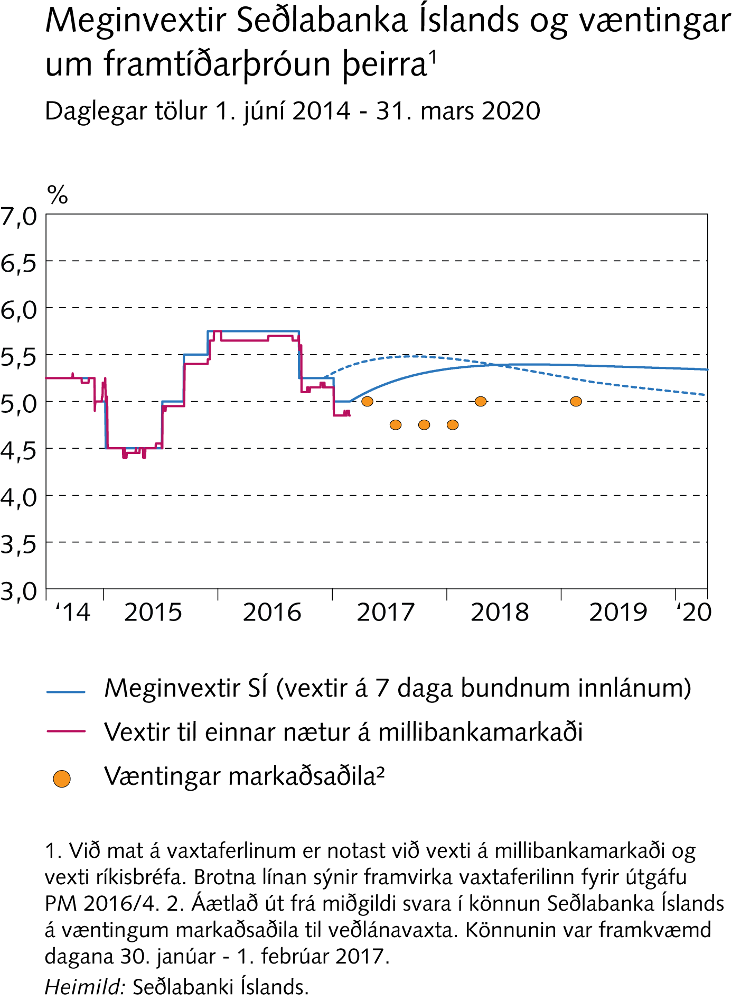 Meginvextir Seðlabanka Íslands og væntingar
um framtíðarþróun þeirra¹
Daglegar tölur 1. júní 2014 - 31. mars 2020
%
7,0
6,5
6,0
5,5
5,0
4,5
4,0
3,5
3,0
‘14 2015 2016 2017 2018 2019 ‘20
Meginvextir SÍ (vextir á 7 daga bundnum innlánum)
Vextir til einnar nætur á millibankamarkaði
Væntingar markaðsaðila²
1. Við mat á vaxtaferlinum er notast við vexti á millibankamarkaði og
vexti ríkisbréfa. Brotna línan sýnir framvirka vaxtaferilinn fyrir útgáfu
PM 2016/4. 2. Áætlað út frá miðgildi svara í könnun Seðlabanka Íslands
á væntingum markaðsaðila til veðlánavaxta. Könnunin var framkvæmd
dagana 30. janúar - 1. febrúar 2017.
Heimild: Seðlabanki Íslands.